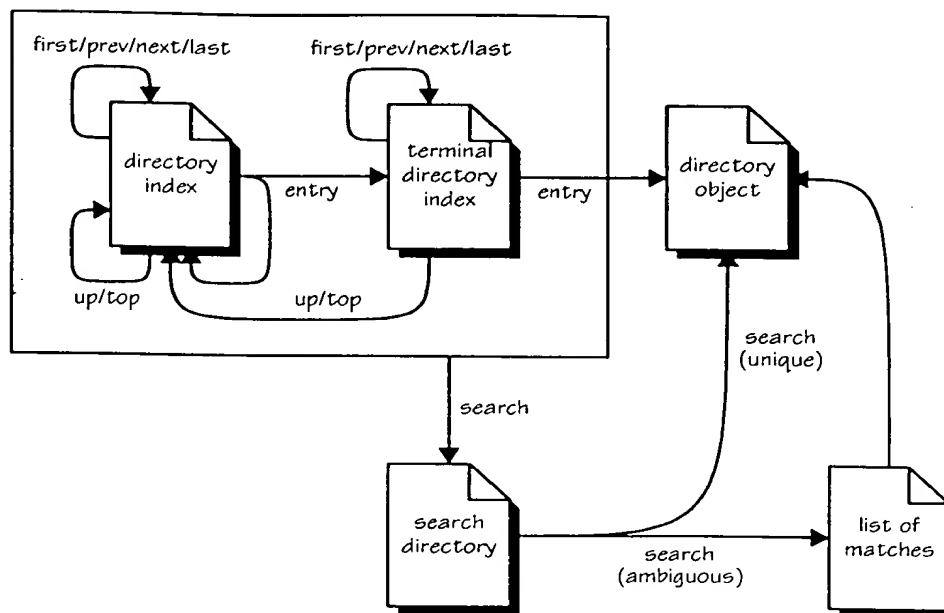 first/prev/next/last
first/prev/next/last
directory
index
terminal
directory
index
directory
object
entry
entry
up/top
up/top
search
(unique)
search
search
directory
search
(ambiguous)
list of
matches